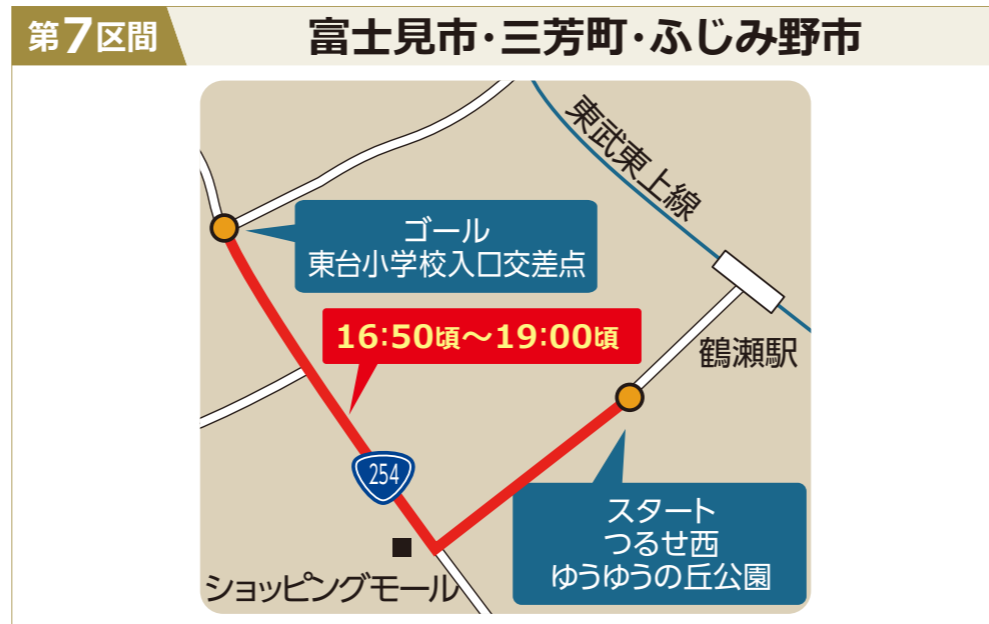 第7区間
富士見市・三芳町・ふじみ野市
東武東上線
ゴール
東台小学校入口交差点
16:50頃～19:00頃
鶴瀬駅
254
スタート
つるせ西
ゆうゆうの丘公園
ショッピングモール